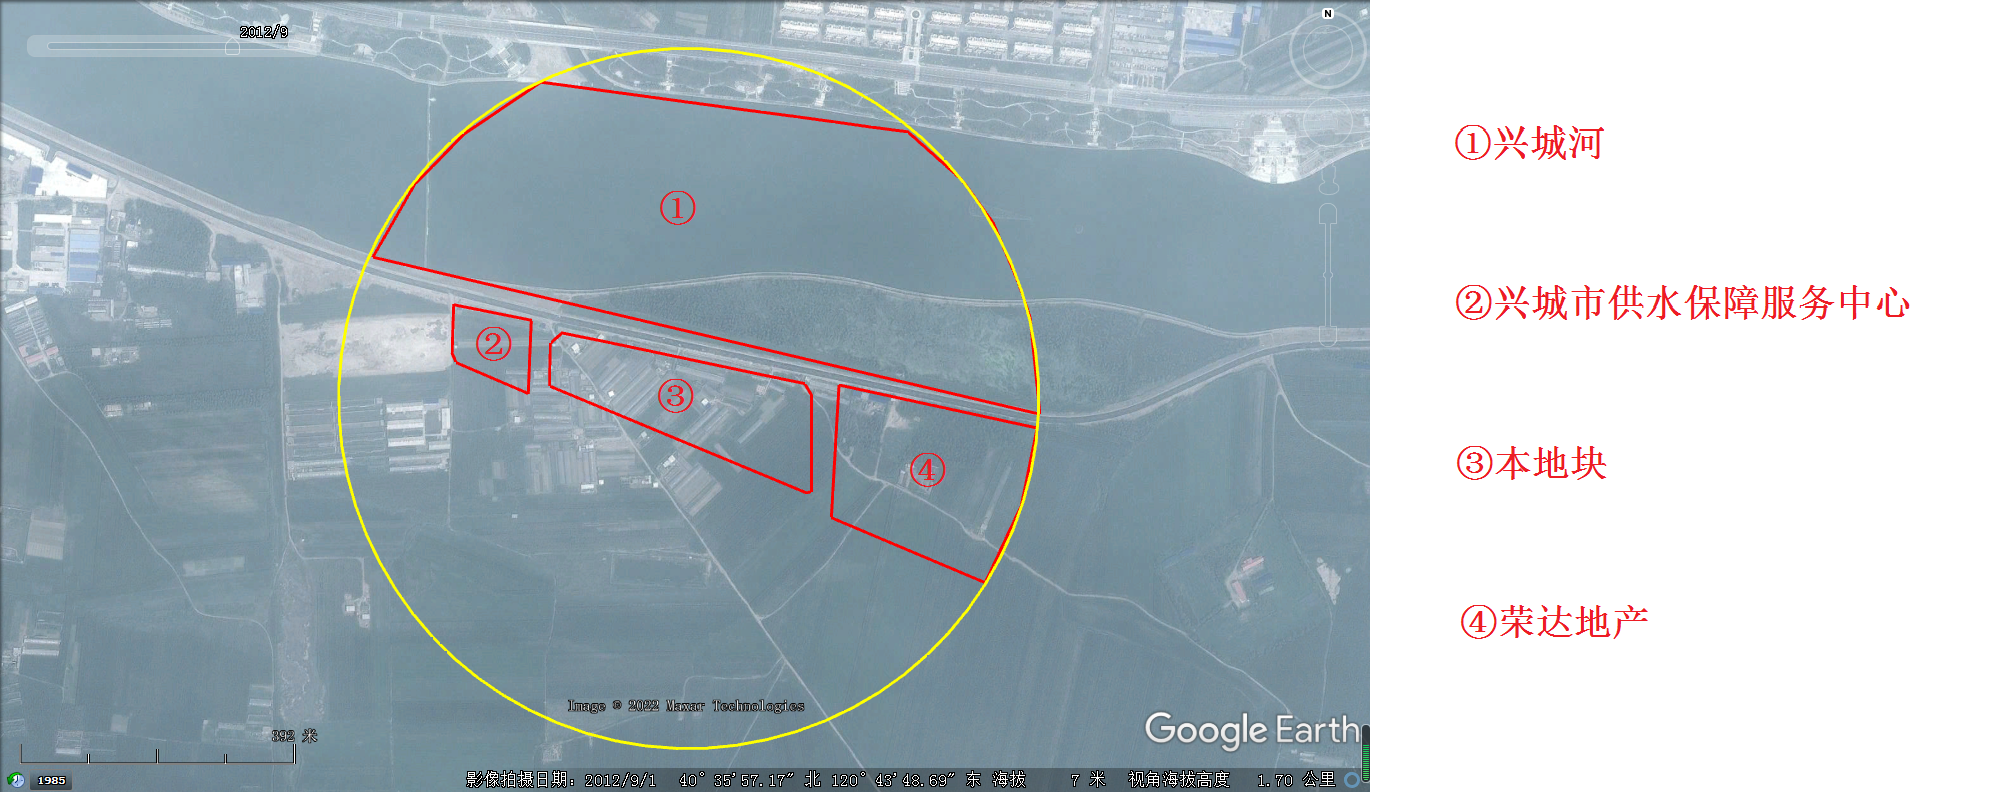 2012/9
N
①兴城河
①
②兴城市供水保障服务中心
②
③
③本地块
④
④荣达地产
Image © 2022 Maxar Technologies
Google Earth
392 米
1985
影像拍摄日期: 2012/9/1 40°35'57.17" 北 120°43'48.69" 东 海拔 7 米 视角海拔高度 1.70 公里